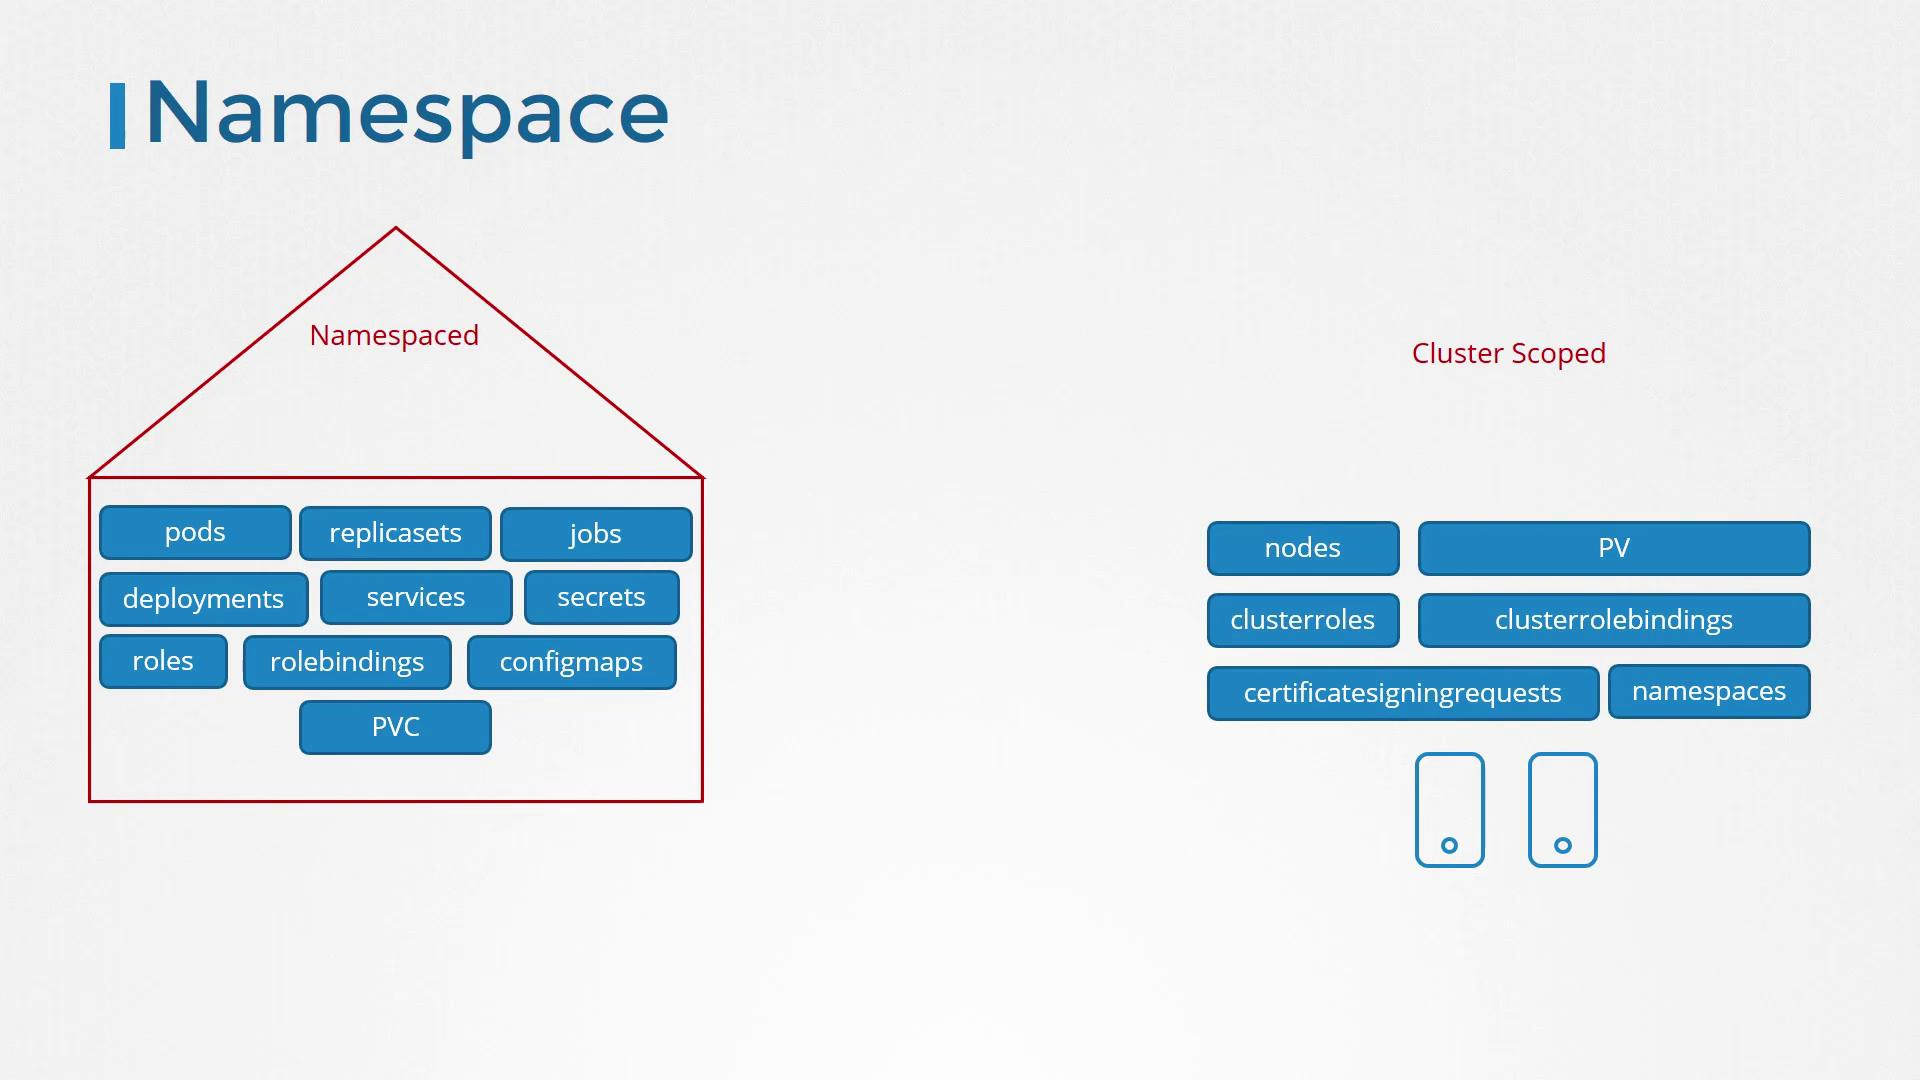 Namespace
Namespaced
pods replicasets jobs
deployments services secrets
roles rolebindings configmaps
PVC
Cluster Scoped
nodes PV
clusterroles clusterrolebindings
certificatesigningrequests namespaces